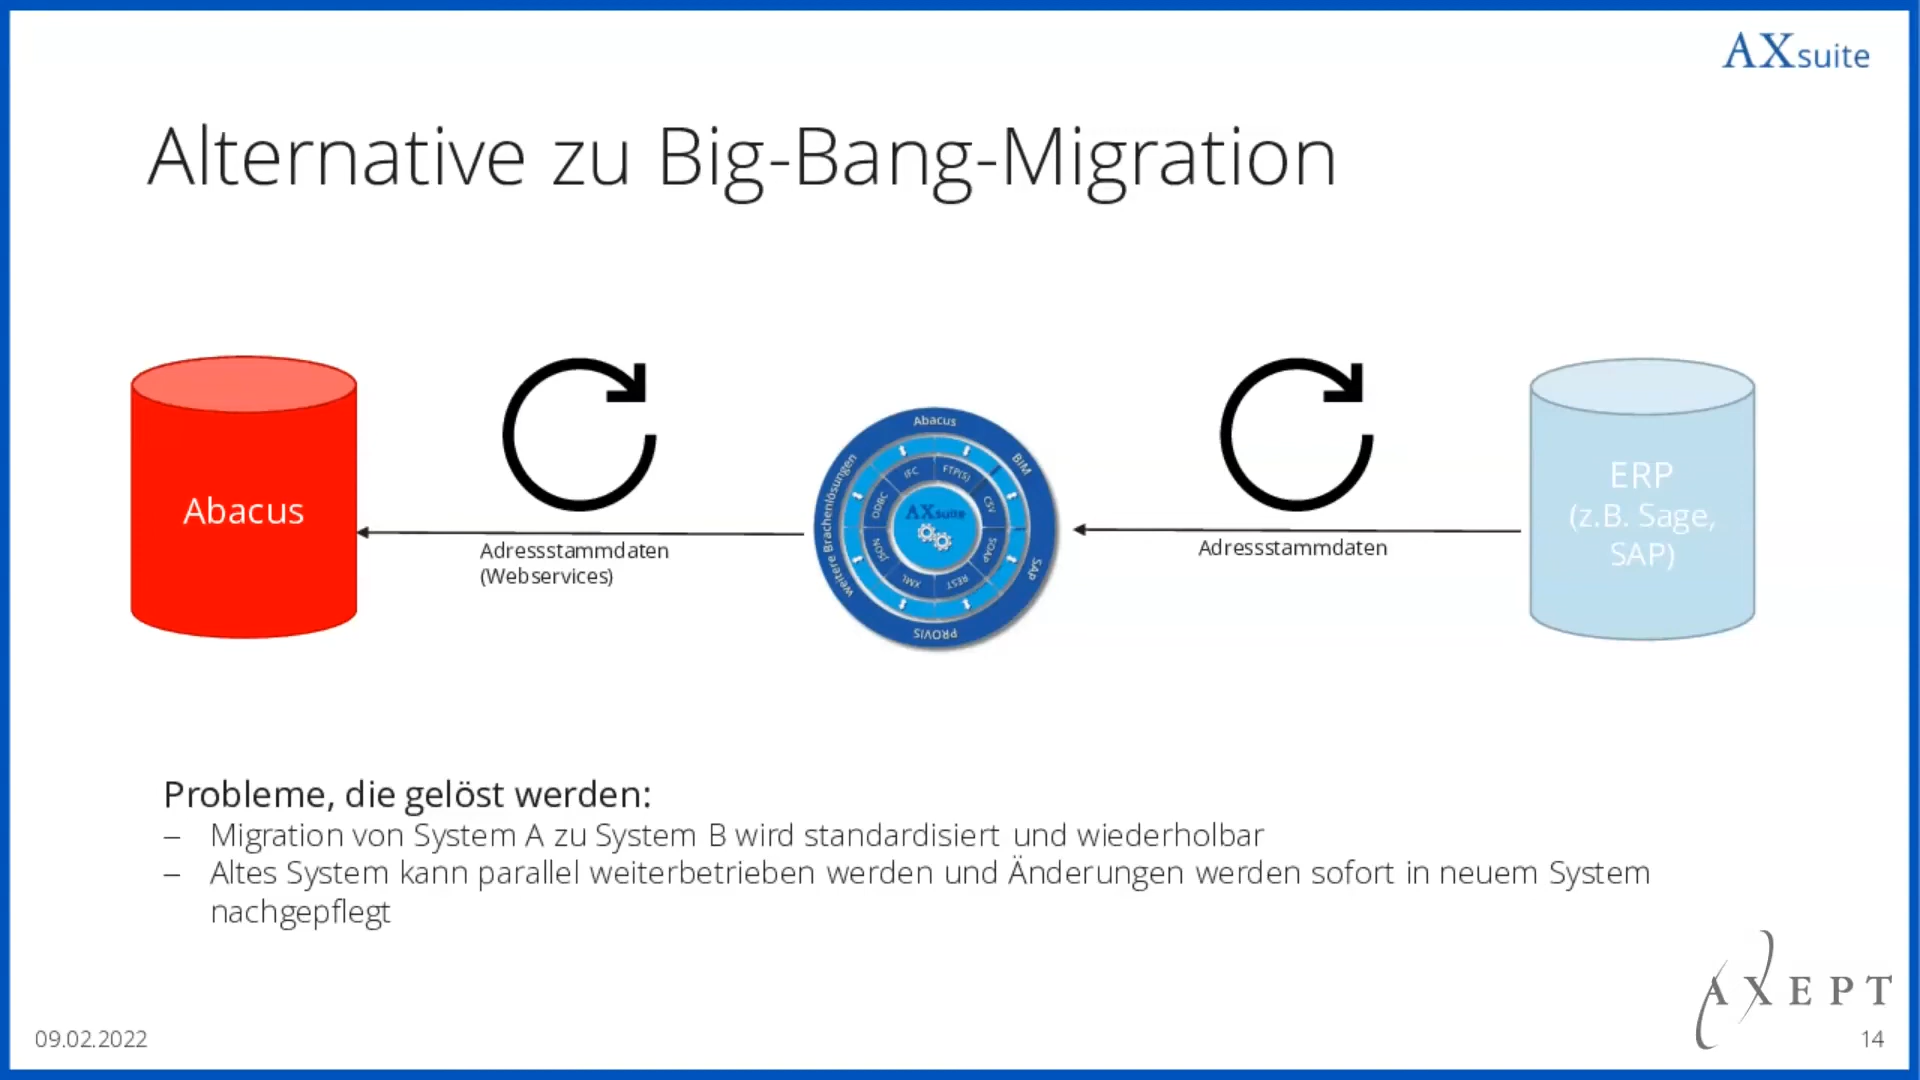 AXsuite
Alternative zu Big-Bang-Migration
Abacus
Adressstammdaten
(Webservices)
Abacus
BIM
SAP
PROVIS
Weitere Brachenlösungen
IFC
FTP(S)
CSV
SOAP
REST
XML
JSON
ODBC
AXsuite
Adressstammdaten
ERP
(z.B. Sage,
SAP)
Probleme, die gelöst werden:
– Migration von System A zu System B wird standardisiert und wiederholbar
– Altes System kann parallel weiterbetrieben werden und Änderungen werden sofort in neuem System
nachgepflegt
AXEPT
09.02.2022
14